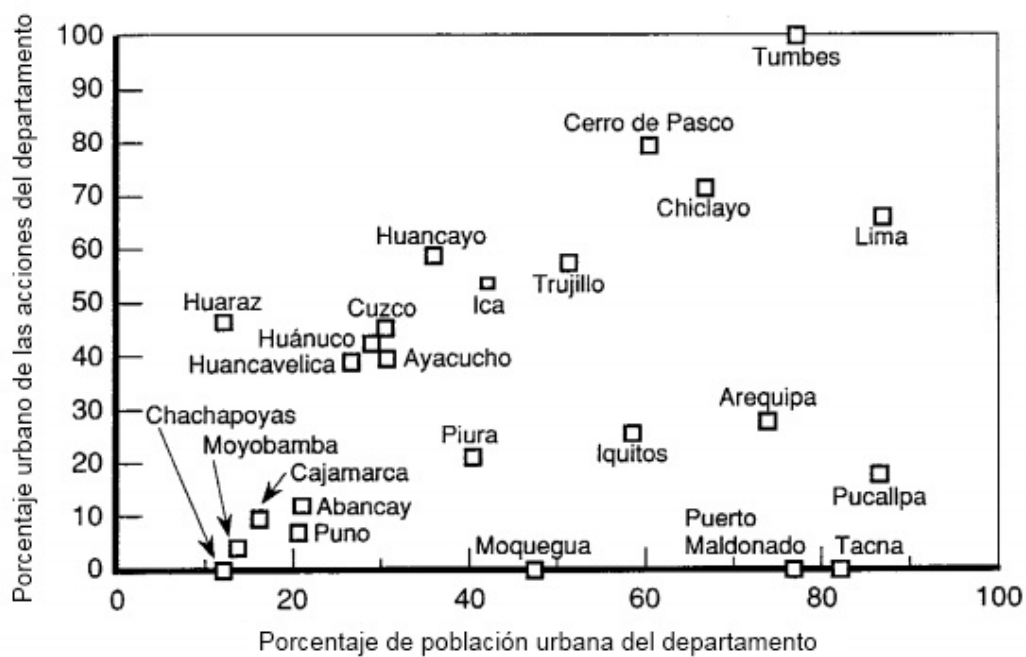 Porcentaje urbano de las acciones del departamento
100
90
80
70
60
50
40
30
20
10
0
Tumbes
Cerro de Pasco
Chiclayo
Lima
Huancayo
Trujillo
Ica
Huaraz
Cuzco
Huánuco
Huancavelica
Ayacucho
Chachapoyas
Moyobamba
Cajamarca
Abancay
Puno
Piura
Iquitos
Arequipa
Pucallpa
Moquegua
Puerto
Maldonado
Tacna
0 20 40 60 80 100
Porcentaje de población urbana del departamento